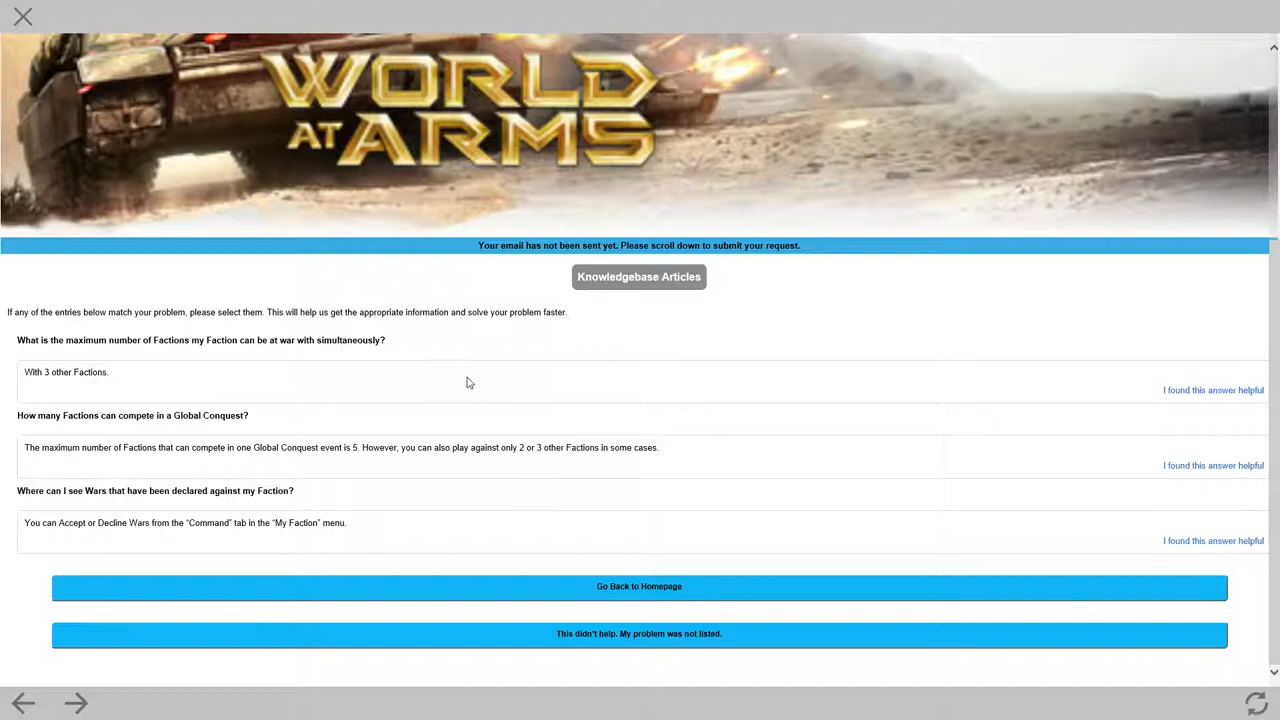 WORLD
AT ARMS
Your email has not been sent yet. Please scroll down to submit your request.
Knowledgebase Articles
If any of the entries below match your problem, please select them. This will help us get the appropriate information and solve your problem faster.
What is the maximum number of Factions my Faction can be at war with simultaneously?
With 3 other Factions.
I found this answer helpful
How many Factions can compete in a Global Conquest?
The maximum number of Factions that can compete in one Global Conquest event is 5. However, you can also play against only 2 or 3 other Factions in some cases.
I found this answer helpful
Where can I see Wars that have been declared against my Faction?
You can Accept or Decline Wars from the “Command” tab in the “My Faction” menu.
I found this answer helpful
Go Back to Homepage
This didn't help. My problem was not listed.